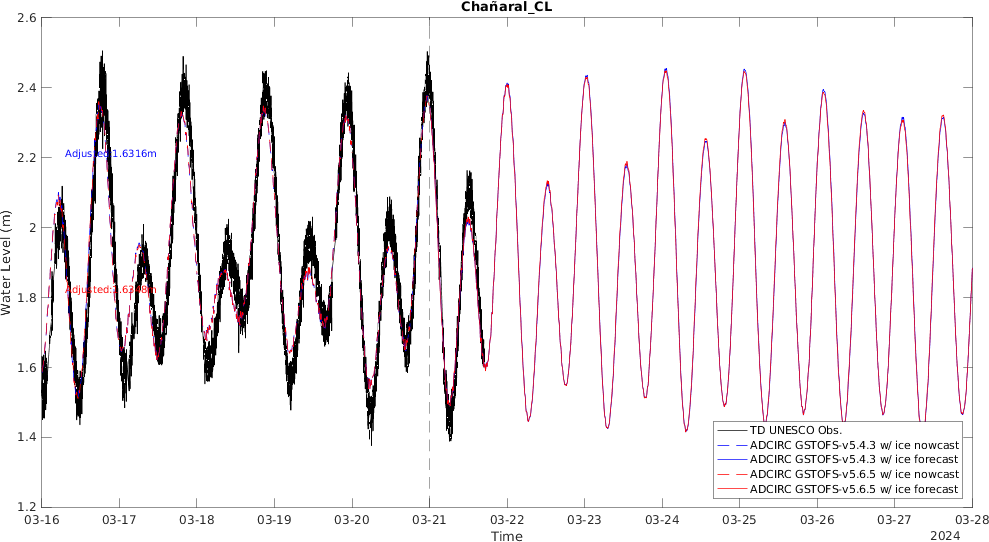 Chañaral_CL
2.6
2.4
2.2
2
1.8
1.6
1.4
1.2
Water Level (m)
Adjusted:1.6316m
TD UNESCO Obs.
ADCIRC GSTOFS-v5.4.3 w/ ice nowcast
ADCIRC GSTOFS-v5.4.3 w/ ice forecast
ADCIRC GSTOFS-v5.6.5 w/ ice nowcast
ADCIRC GSTOFS-v5.6.5 w/ ice forecast
03-16 03-17 03-18 03-19 03-20 03-21 03-22 03-23 03-24 03-25 03-26 03-27 03-28
Time
2024